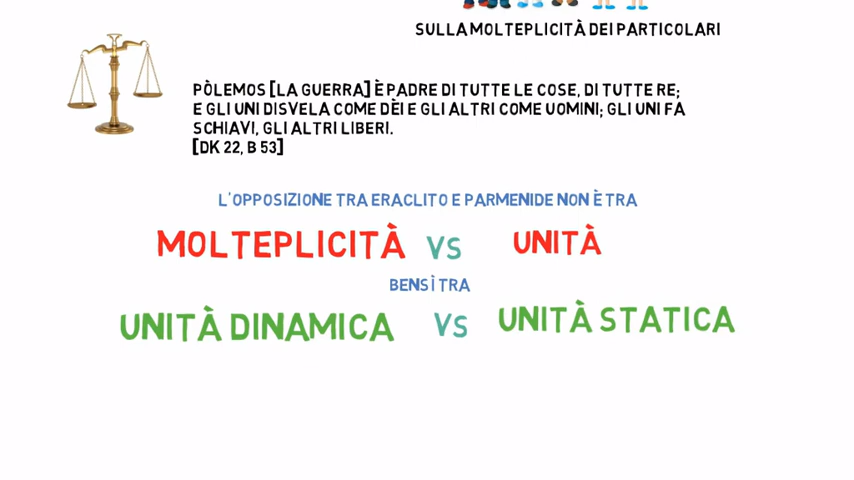 SULLA MOLTEPLICITÀ DEI PARTICOLARI
PÒLEMOS [LA GUERRA] È PADRE DI TUTTE LE COSE, DI TUTTE RE;
E GLI UNI DISVELA COME DÈI E GLI ALTRI COME UOMINI; GLI UNI FA
SCHIAVI, GLI ALTRI LIBERI.
[DK 22, B 53]
L'OPPOSIZIONE TRA ERACLITO E PARMENIDE NON È TRA
MOLTEPLICITÀ VS UNITÀ
BENSÌ TRA
UNITÀ DINAMICA VS UNITÀ STATICA